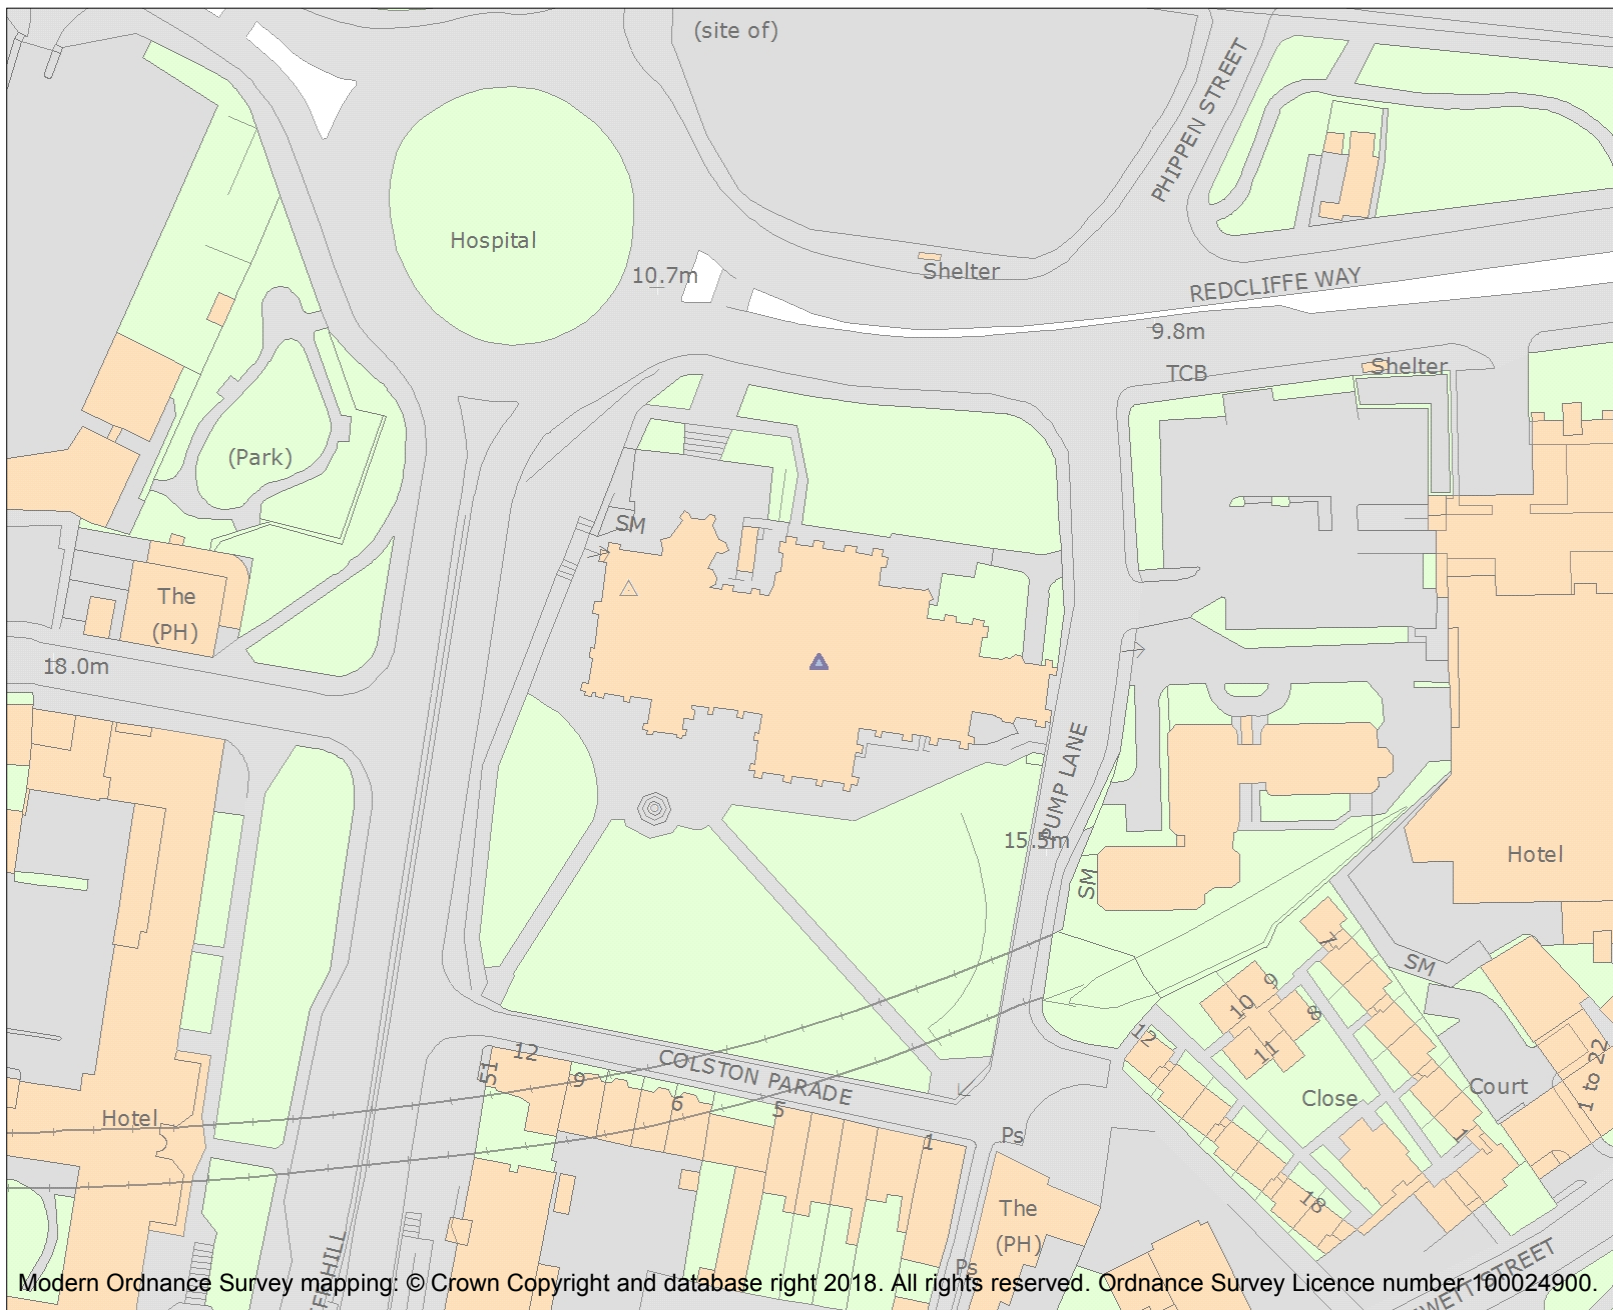 (site of)
PHIPPEN STREET
Hospital
10.7m
Shelter
REDCLIFFE WAY
9.8m
TCB
Shelter
(Park)
SM
The
(PH)
18.0m
PUMP LANE
15.5m
SM
Hotel
7
SM
9
10
8
12
11
12
COLSTON PARADE
51
9
6
5
1
Close
Court
1 to 22
Hotel
Ps
1
18
The
(PH)
Ps
HILL
WETT STREET
Modern Ordnance Survey mapping: © Crown Copyright and database right 2018. All rights reserved. Ordnance Survey Licence number 100024900.